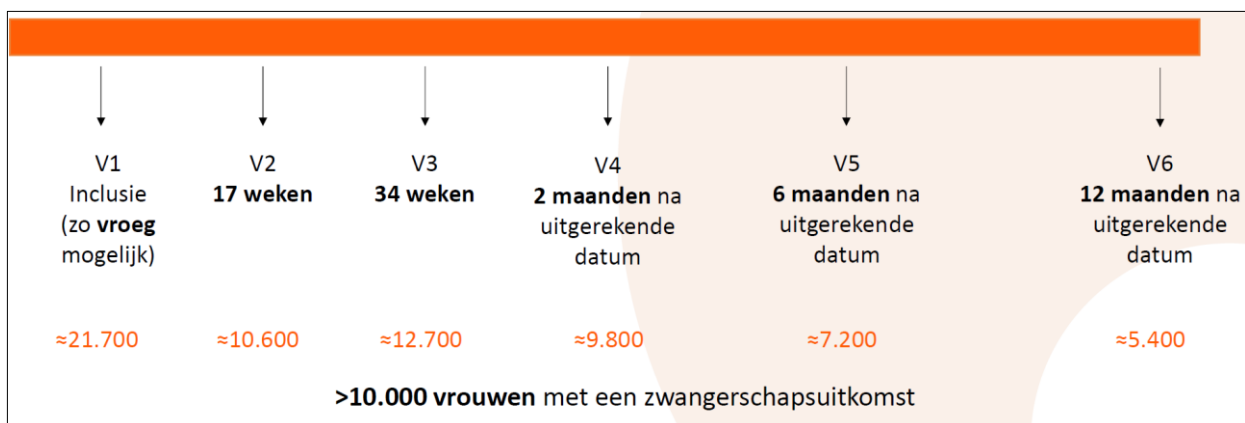 V1
Inclusie
(zo vroeg
mogelijk)
V2
17 weken
V3
34 weken
V4
2 maanden na
uitgerekende
datum
V5
6 maanden na
uitgerekende
datum
V6
12 maanden na
uitgerekende
datum
≈21.700
≈10.600
≈12.700
≈9.800
≈7.200
≈5.400
>10.000 vrouwen met een zwangerschapsuitkomst